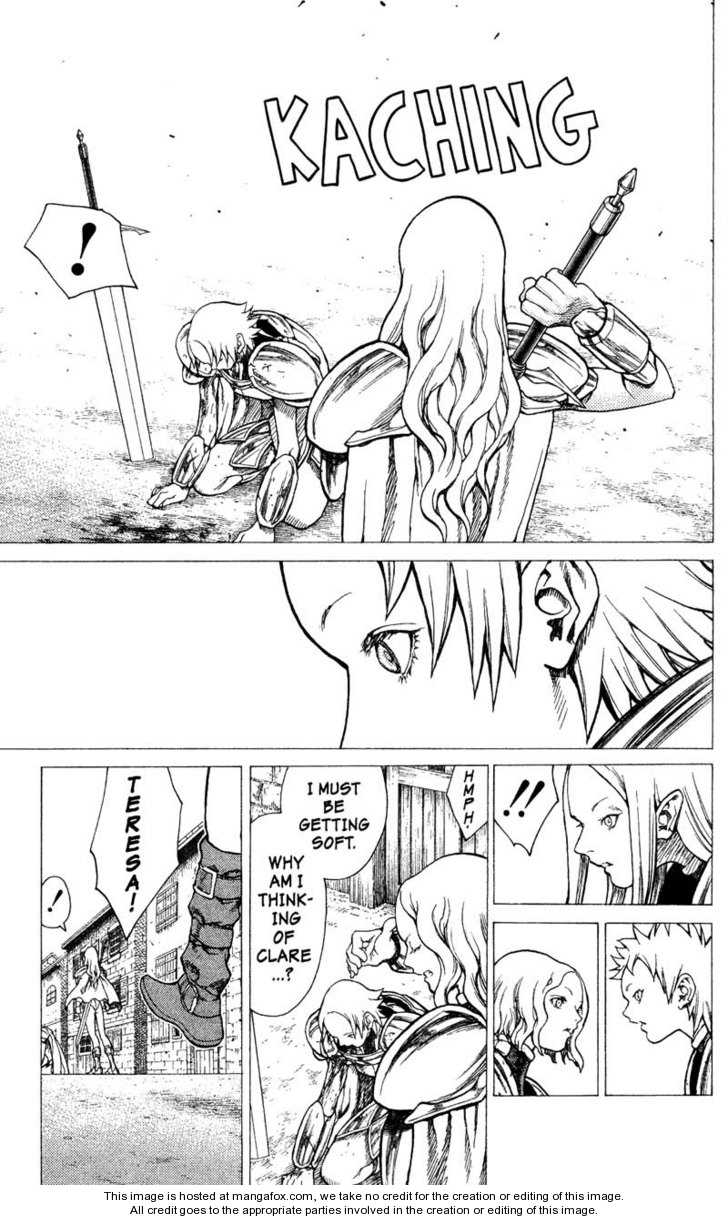 KACHING
!
!!
HMPH.
I MUST
BE
GETTING
SOFT.
WHY
AM I
THINK-
ING
OF
CLARE
...?
TERESA!
!
This image is hosted at mangafox.com, we take no credit for the creation or editing of this image.
All credit goes to the appropriate parties involved in the creation or editing of this image.